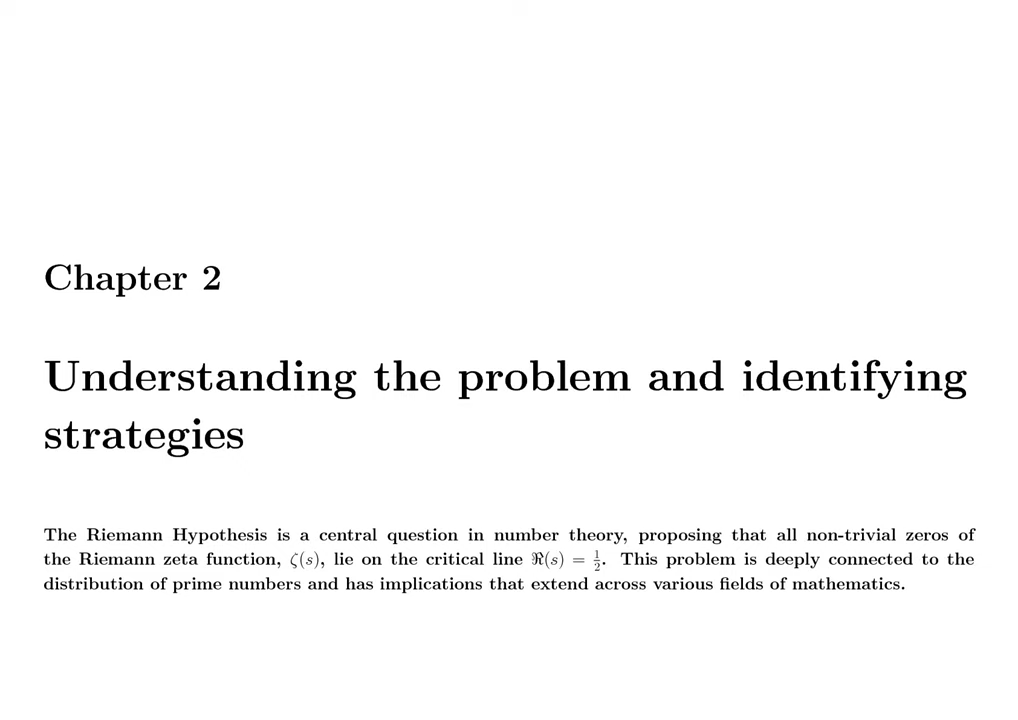 Chapter 2
Understanding the problem and identifying
strategies
The Riemann Hypothesis is a central question in number theory, proposing that all non-trivial zeros of
the Riemann zeta function, ζ(s), lie on the critical line ℜ(s) = 1/2. This problem is deeply connected to the
distribution of prime numbers and has implications that extend across various fields of mathematics.